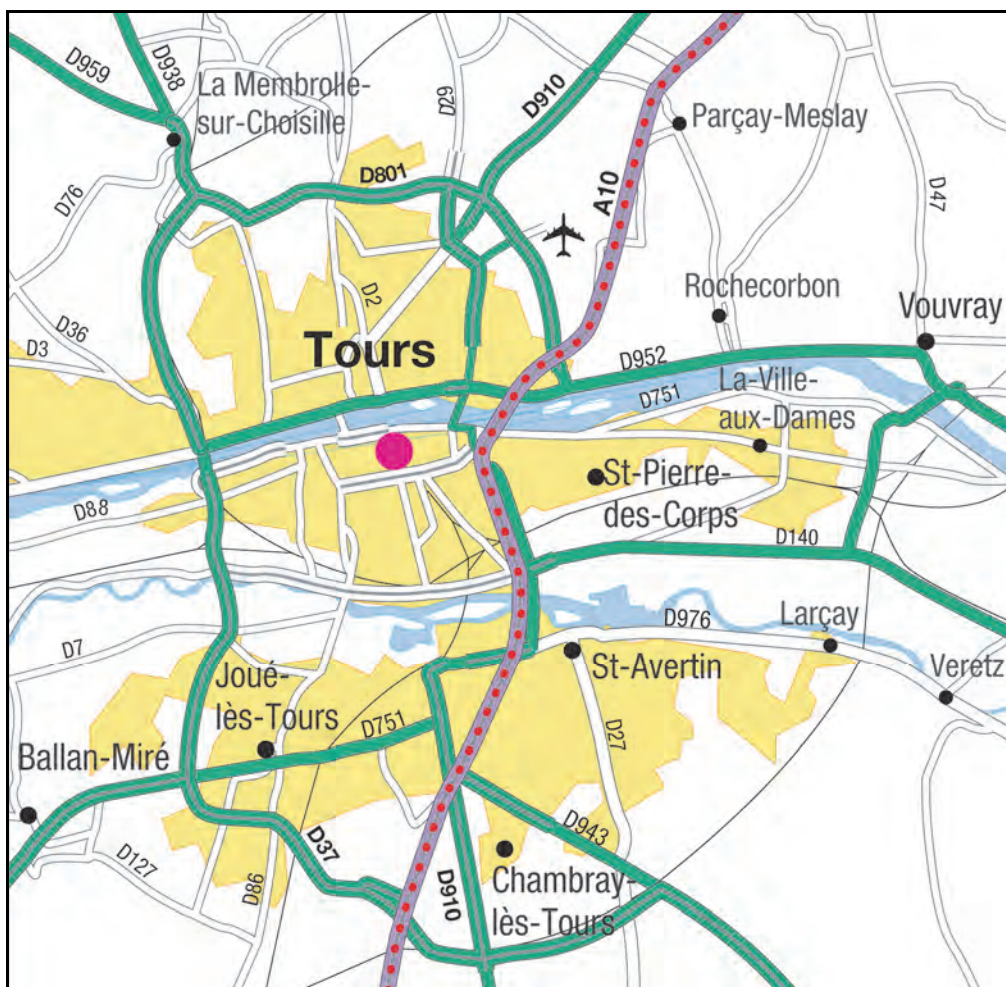 D959
D938
La Membrolle-
sur-Choisille
D29
D910
Parçay-Meslay
D801
A10
D76
D47
D2
Rochecorbon
Vouvray
D36
D3
Tours
D952
D751
La-Ville-
aux-Dames
St-Pierre-
des-Corps
D88
D140
D976
Larçay
D7
St-Avertin
Veretz
Joué-
lès-Tours
D751
D27
Ballan-Miré
D943
D37
D127
D86
D910
Chambray-
lès-Tours